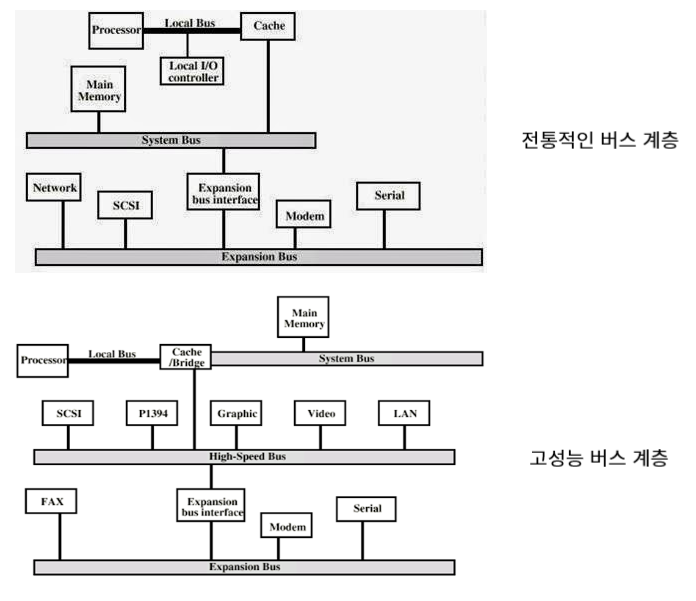 Processor
Local Bus
Cache
Local I/O
controller
Main
Memory
System Bus
전통적인 버스 계층
Network
SCSI
Expansion
bus interface
Modem
Serial
Expansion Bus
Main
Memory
Processor
Local Bus
Cache
/Bridge
System Bus
SCSI
P1394
Graphic
Video
LAN
High-Speed Bus
고성능 버스 계층
FAX
Expansion
bus interface
Modem
Serial
Expansion Bus